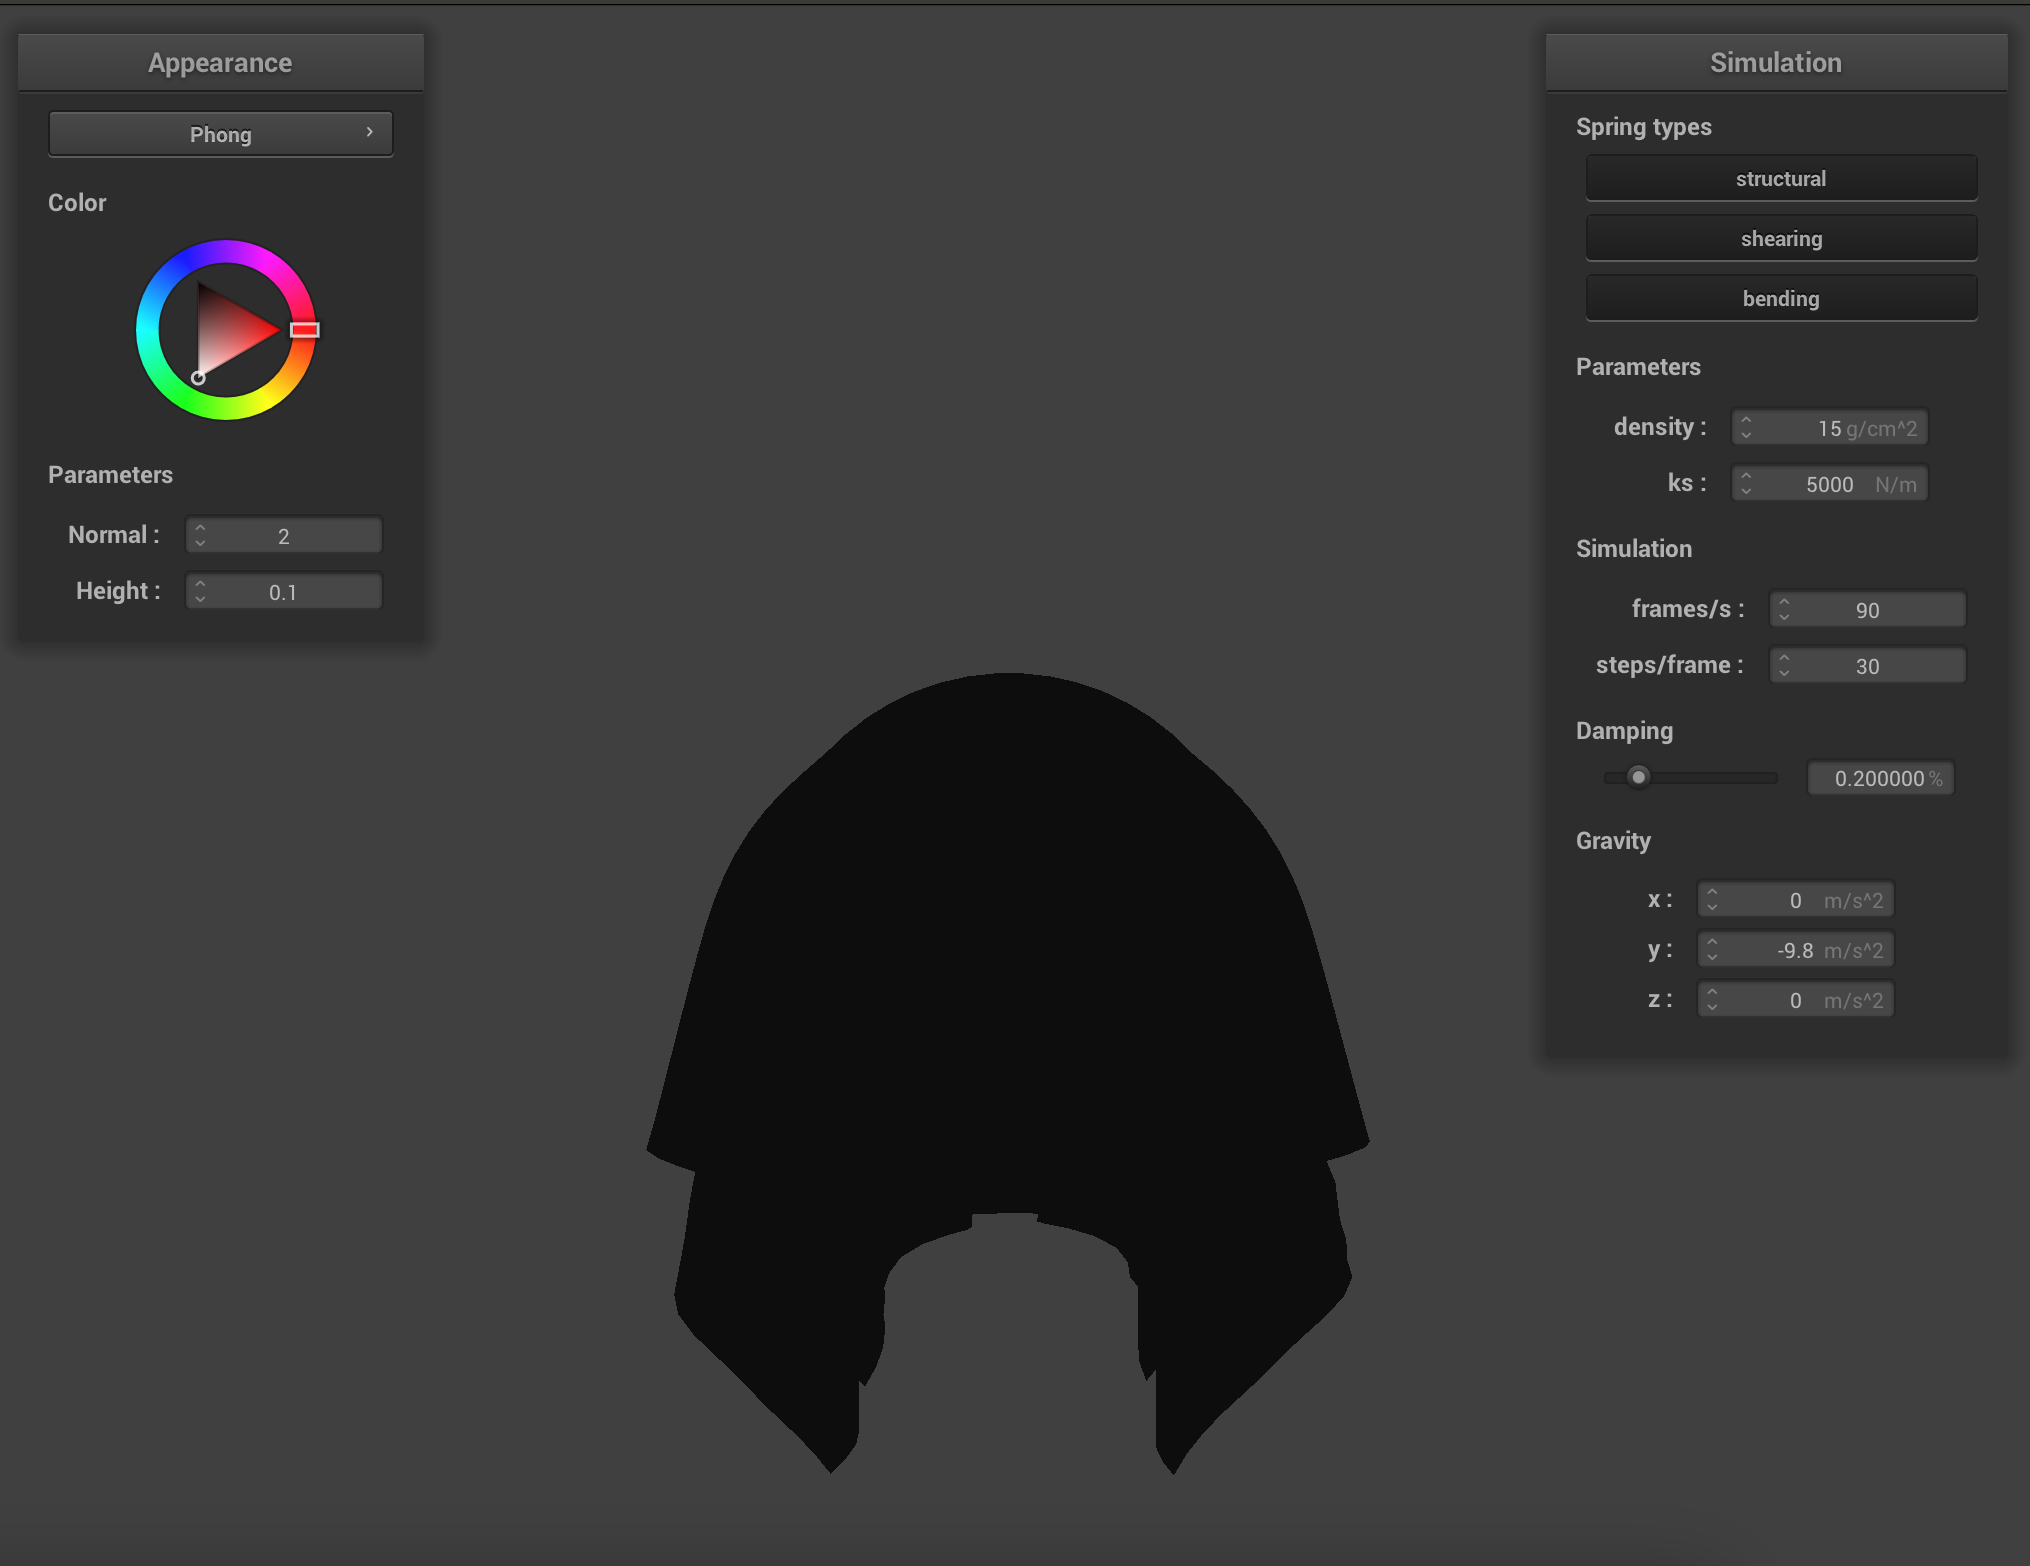 Appearance
Phong
Color
Parameters
Normal : 2
Height : 0.1
Simulation
Spring types
structural
shearing
bending
Parameters
density : 15 g/cm^2
ks : 5000 N/m
Simulation
frames/s : 90
steps/frame : 30
Damping
0.200000 %
Gravity
x : 0 m/s^2
y : -9.8 m/s^2
z : 0 m/s^2